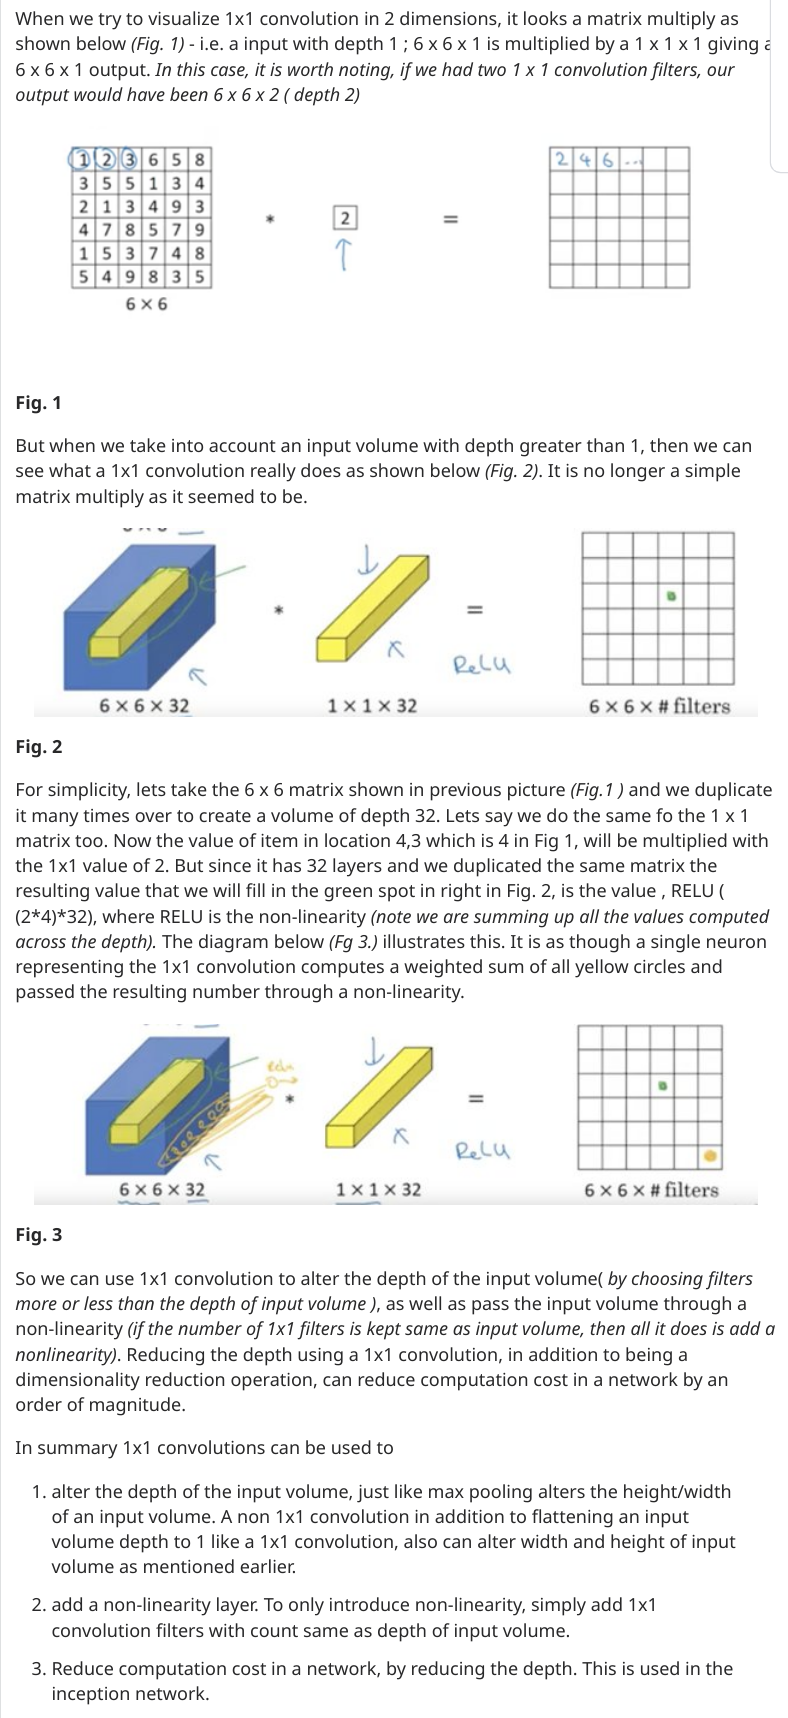 When we try to visualize 1x1 convolution in 2 dimensions, it looks a matrix multiply as
shown below (Fig. 1) - i.e. a input with depth 1 ; 6 x 6 x 1 is multiplied by a 1 x 1 x 1 giving a
6 x 6 x 1 output. In this case, it is worth noting, if we had two 1 x 1 convolution filters, our
output would have been 6 x 6 x 2 ( depth 2)
1 2 3 6 5 8
3 5 5 1 3 4
2 1 3 4 9 3
4 7 8 5 7 9
1 5 3 7 4 8
5 4 9 8 3 5
6 × 6
*
2
=
2 4 6 ...
Fig. 1
But when we take into account an input volume with depth greater than 1, then we can
see what a 1x1 convolution really does as shown below (Fig. 2). It is no longer a simple
matrix multiply as it seemed to be.
*
=
ReLU
6 × 6 × 32
1 × 1 × 32
6 × 6 × # filters
Fig. 2
For simplicity, lets take the 6 x 6 matrix shown in previous picture (Fig.1 ) and we duplicate
it many times over to create a volume of depth 32. Lets say we do the same fo the 1 x 1
matrix too. Now the value of item in location 4,3 which is 4 in Fig 1, will be multiplied with
the 1x1 value of 2. But since it has 32 layers and we duplicated the same matrix the
resulting value that we will fill in the green spot in right in Fig. 2, is the value , RELU (
(2*4)*32), where RELU is the non-linearity (note we are summing up all the values computed
across the depth). The diagram below (Fg 3.) illustrates this. It is as though a single neuron
representing the 1x1 convolution computes a weighted sum of all yellow circles and
passed the resulting number through a non-linearity.
*
=
ReLU
6 × 6 × 32
1 × 1 × 32
6 × 6 × # filters
Fig. 3
So we can use 1x1 convolution to alter the depth of the input volume( by choosing filters
more or less than the depth of input volume ), as well as pass the input volume through a
non-linearity (if the number of 1x1 filters is kept same as input volume, then all it does is add a
nonlinearity). Reducing the depth using a 1x1 convolution, in addition to being a
dimensionality reduction operation, can reduce computation cost in a network by an
order of magnitude.
In summary 1x1 convolutions can be used to
1. alter the depth of the input volume, just like max pooling alters the height/width
of an input volume. A non 1x1 convolution in addition to flattening an input
volume depth to 1 like a 1x1 convolution, also can alter width and height of input
volume as mentioned earlier.
2. add a non-linearity layer. To only introduce non-linearity, simply add 1x1
convolution filters with count same as depth of input volume.
3. Reduce computation cost in a network, by reducing the depth. This is used in the
inception network.